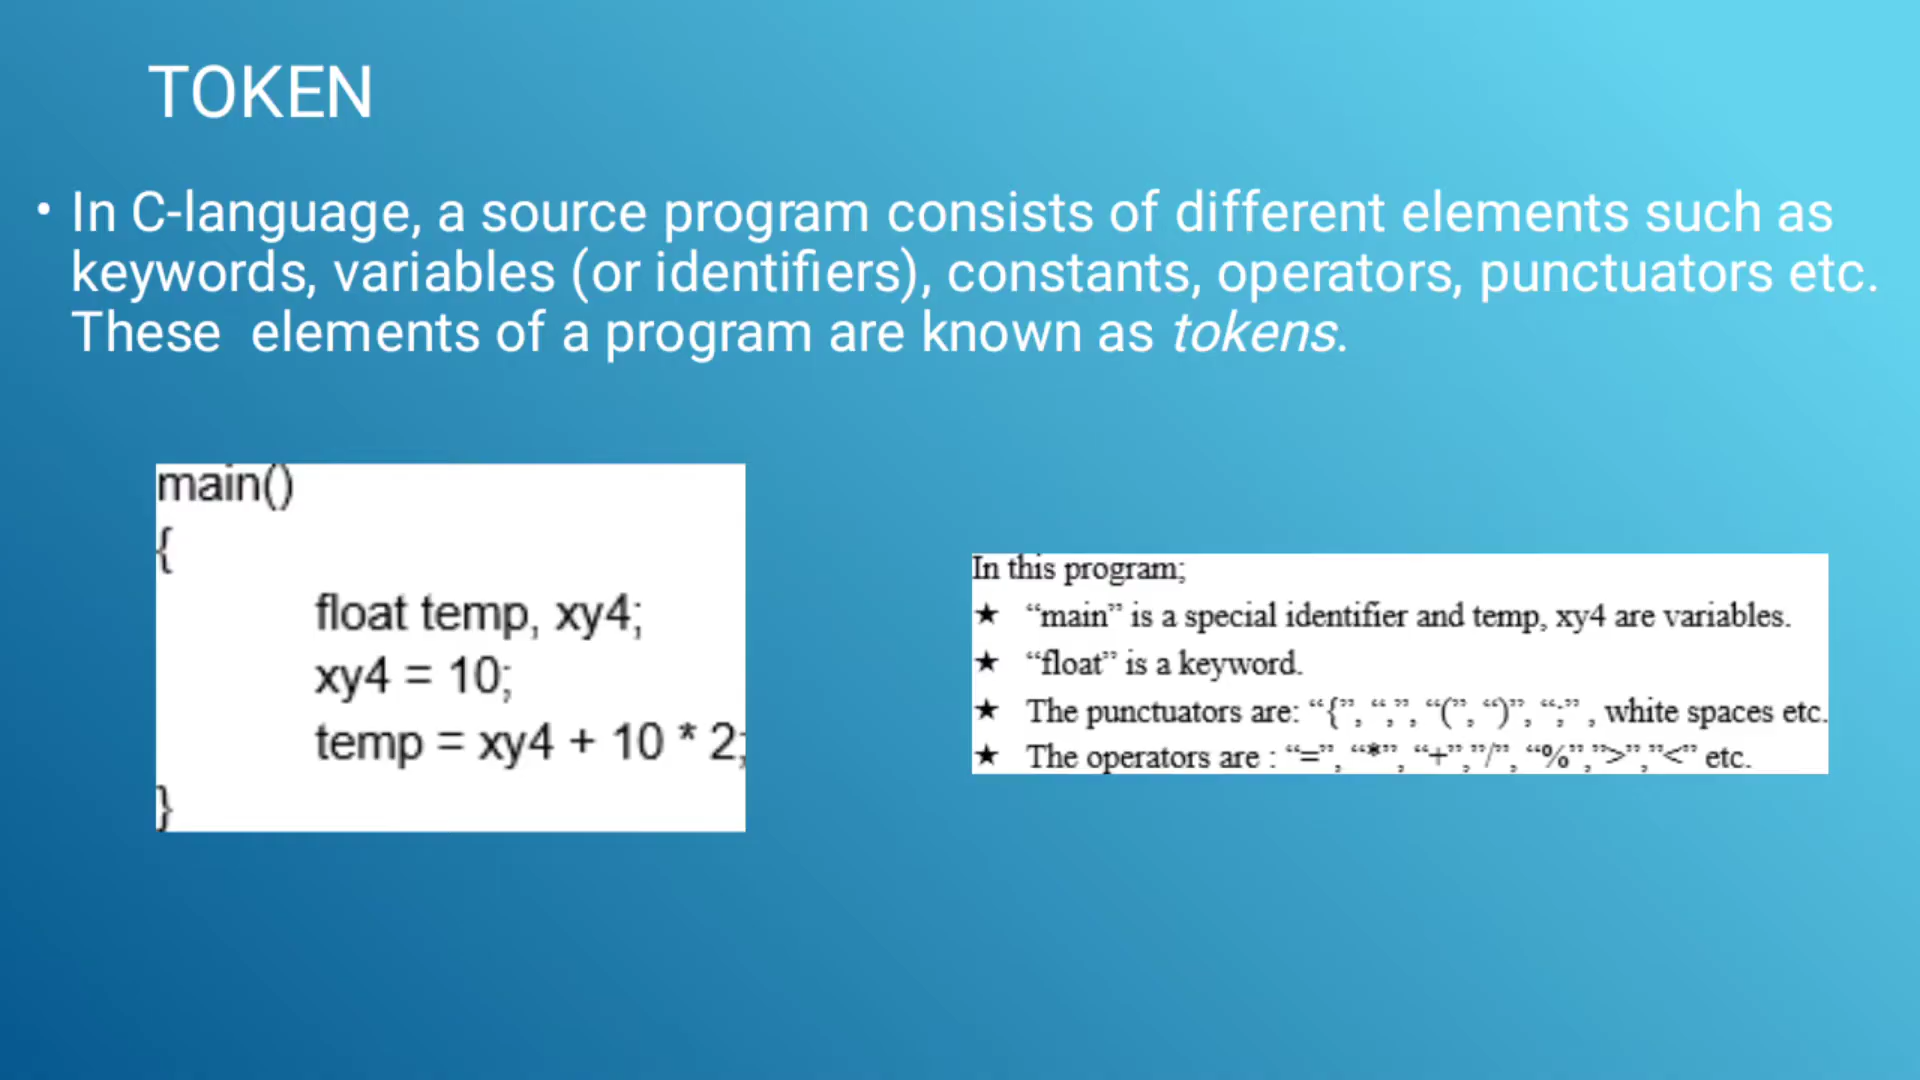 TOKEN
• In C-language, a source program consists of different elements such as
keywords, variables (or identifiers), constants, operators, punctuators etc.
These  elements of a program are known as tokens.
main()
{
float temp, xy4;
xy4 = 10;
temp = xy4 + 10 * 2;
}
In this program;
★ “main” is a special identifier and temp, xy4 are variables.
★ “float” is a keyword.
★ The punctuators are: “{”, “,”, “(”, “)”, “;” , white spaces etc.
★ The operators are : “=”, “*”, “+”,”/”, “%”,”>”,”<” etc.